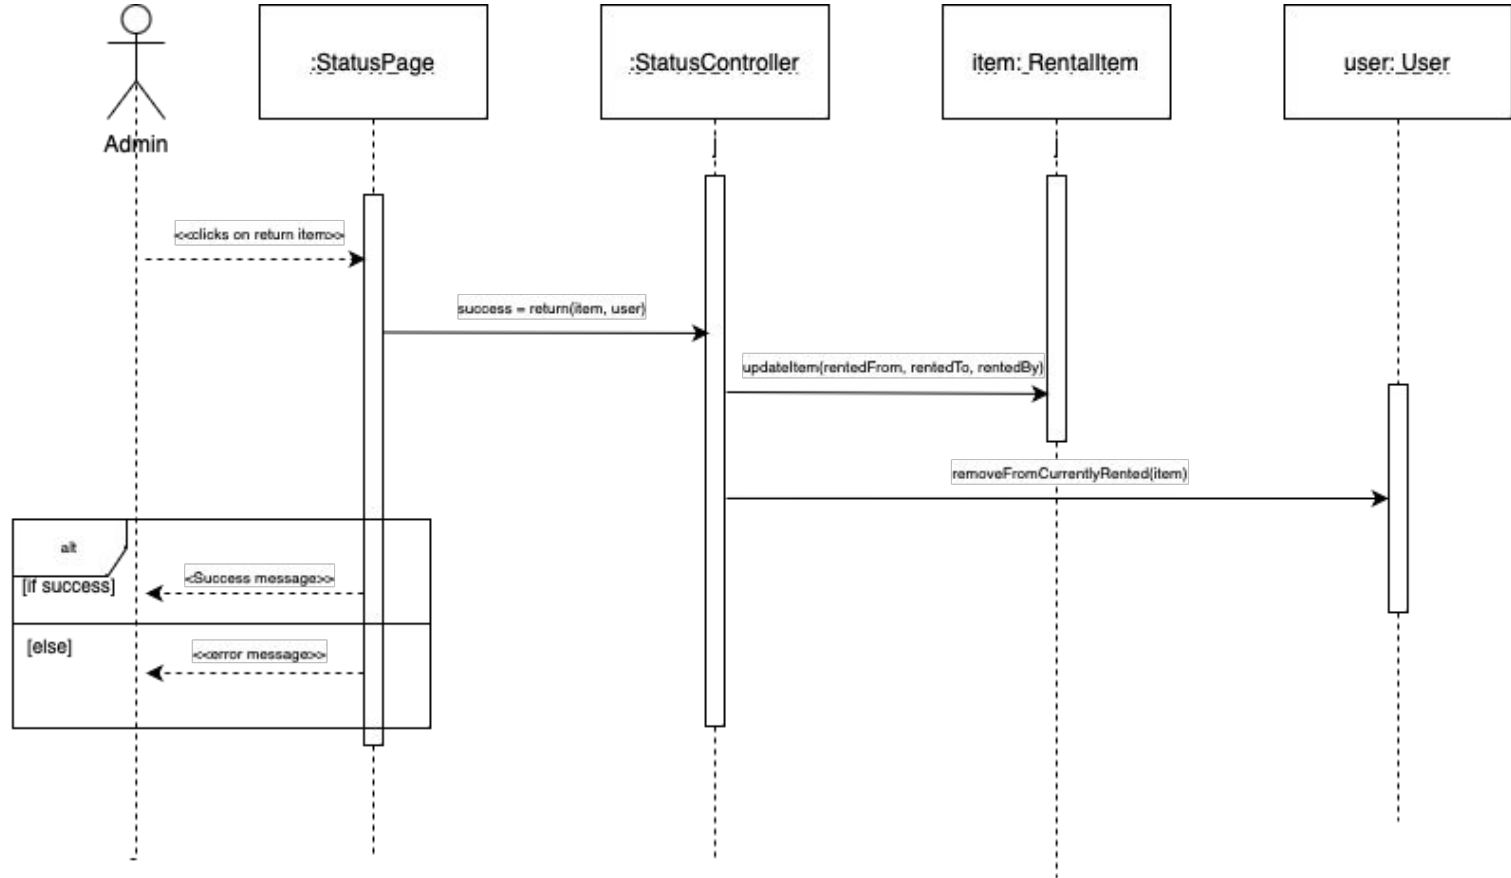 :StatusPage
:StatusController
item: RentalItem
user: User
Admin
<<clicks on return item>>
success = return(item, user)
updateItem(rentedFrom, rentedTo, rentedBy)
removeFromCurrentlyRented(item)
alt
[if success]
<Success message>>
[else]
<<error message>>